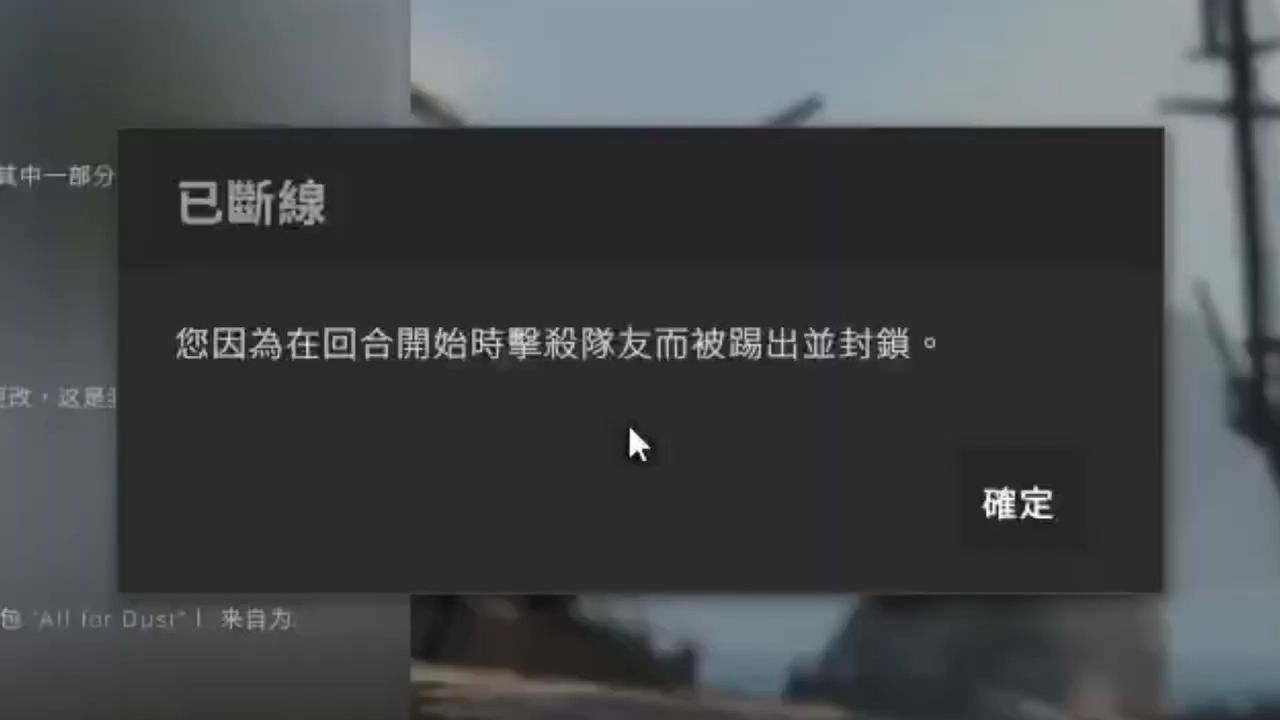 其中一部分
已斷線
您因為在回合開始時擊殺隊友而被踢出並封鎖。
更改，这是
確定
包 "All for Dust" | 来自为